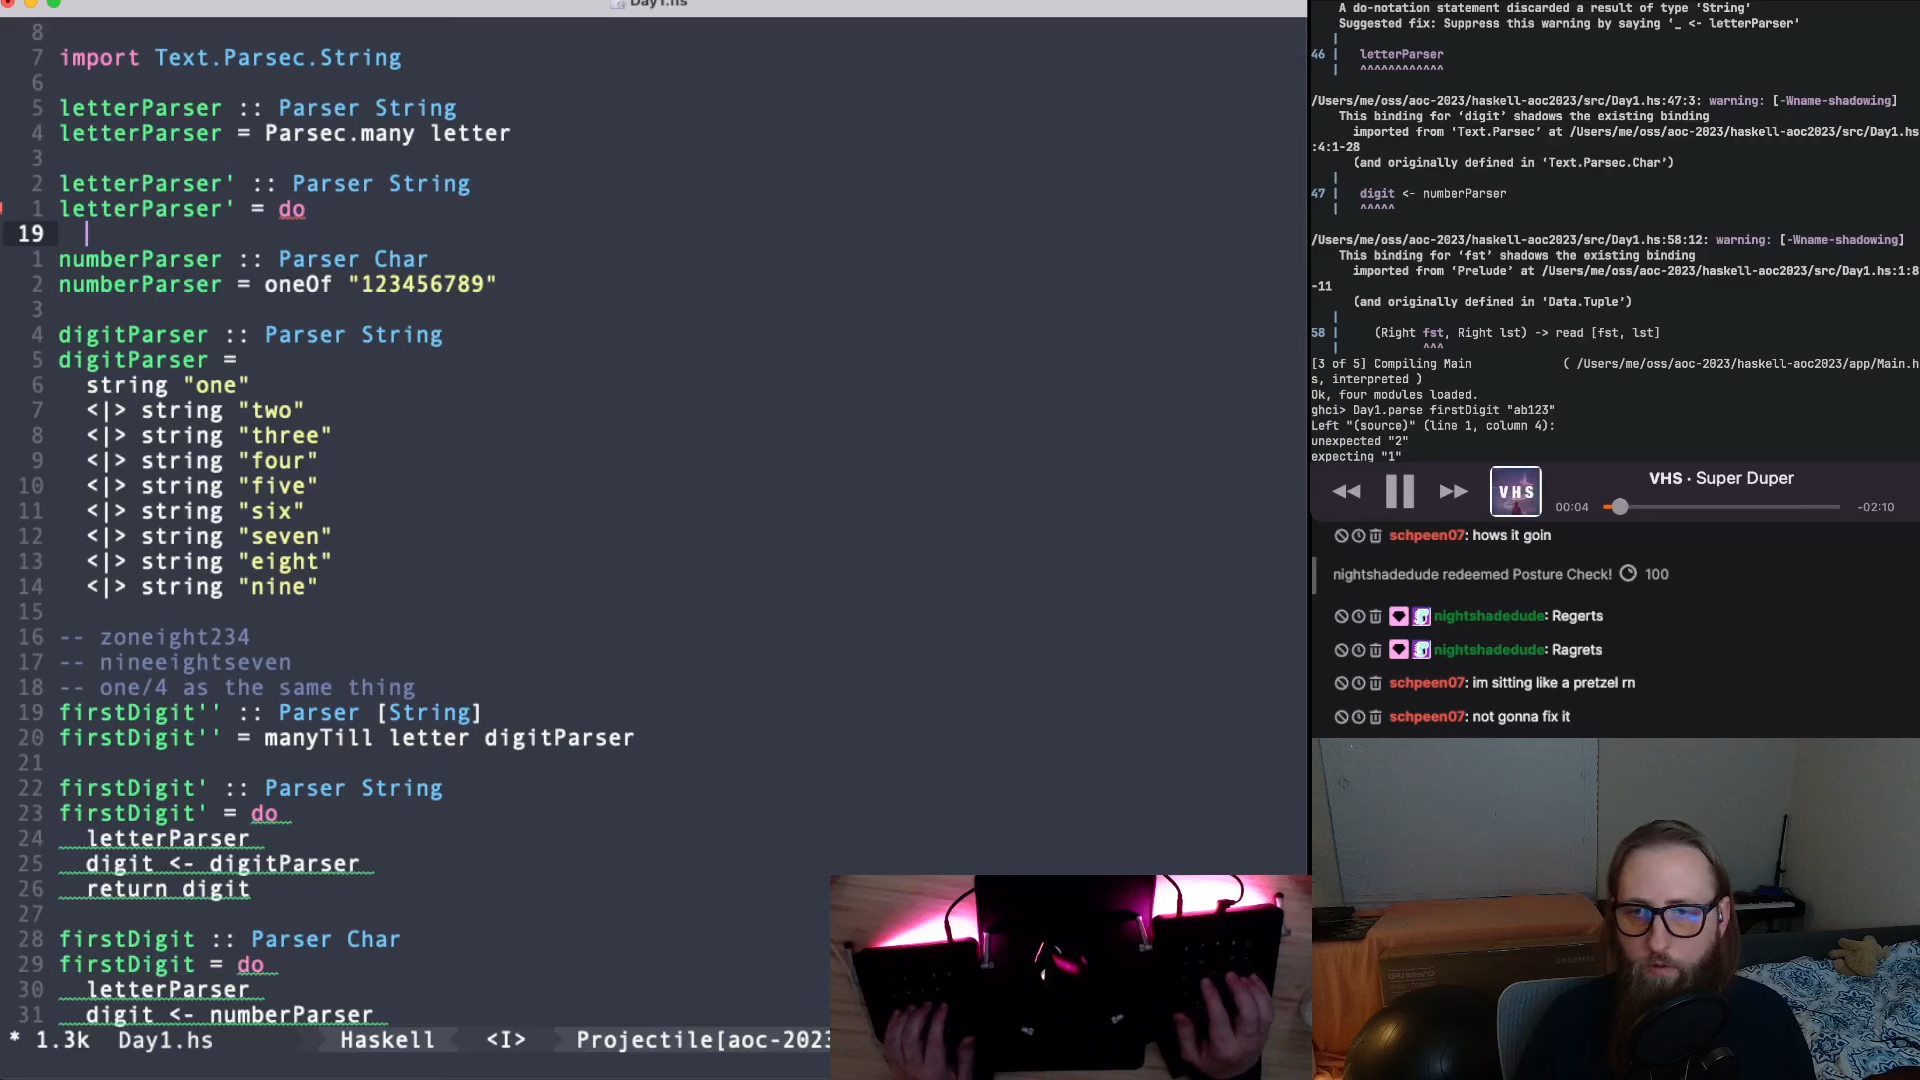 Day1.hs
8
7 import Text.Parsec.String
6
5 letterParser :: Parser String
4 letterParser = Parsec.many letter
3
2 letterParser' :: Parser String
1 letterParser' = do
19
1 numberParser :: Parser Char
2 numberParser = oneOf "123456789"
3
4 digitParser :: Parser String
5 digitParser =
6 string "one"
7 <|> string "two"
8 <|> string "three"
9 <|> string "four"
10 <|> string "five"
11 <|> string "six"
12 <|> string "seven"
13 <|> string "eight"
14 <|> string "nine"
15
16 -- zoneight234
17 -- nineeightseven
18 -- one/4 as the same thing
19 firstDigit'' :: Parser [String]
20 firstDigit'' = manyTill letter digitParser
21
22 firstDigit' :: Parser String
23 firstDigit' = do
24 letterParser
25 digit <- digitParser
26 return digit
27
28 firstDigit :: Parser Char
29 firstDigit = do
30 letterParser
31 digit <- numberParser
* 1.3k Day1.hs Haskell <I> Projectile[aoc-2023
A do-notation statement discarded a result of type ‘String’
Suggested fix: Suppress this warning by saying ‘_ <- letterParser’
|
46 | letterParser
| ^^^^^^^^^^^^
/Users/me/oss/aoc-2023/haskell-aoc2023/src/Day1.hs:47:3: warning: [-Wname-shadowing]
This binding for ‘digit’ shadows the existing binding
imported from ‘Text.Parsec’ at /Users/me/oss/aoc-2023/haskell-aoc2023/src/Day1.hs
:4:1-28
(and originally defined in ‘Text.Parsec.Char’)
|
47 | digit <- numberParser
| ^^^^^
/Users/me/oss/aoc-2023/haskell-aoc2023/src/Day1.hs:58:12: warning: [-Wname-shadowing]
This binding for ‘fst’ shadows the existing binding
imported from ‘Prelude’ at /Users/me/oss/aoc-2023/haskell-aoc2023/src/Day1.hs:1:8
-11
(and originally defined in ‘Data.Tuple’)
|
58 | (Right fst, Right lst) -> read [fst, lst]
| ^^^
[3 of 5] Compiling Main ( /Users/me/oss/aoc-2023/haskell-aoc2023/app/Main.h
s, interpreted )
Ok, four modules loaded.
ghci> Day1.parse firstDigit "ab123"
Left "(source)" (line 1, column 4):
unexpected "2"
expecting "1"
VHS
VHS · Super Duper
00:04 -02:10
schpeen07: hows it goin
nightshadedude redeemed Posture Check! 100
nightshadedude: Regerts
nightshadedude: Ragrets
schpeen07: im sitting like a pretzel rn
schpeen07: not gonna fix it